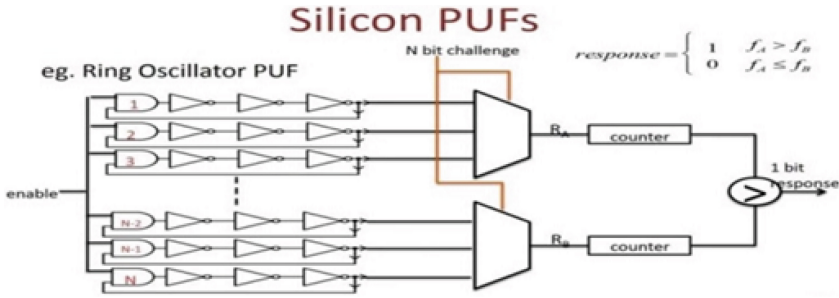 Silicon PUFs
N bit challenge
response = { 1 f_A > f_B
0 f_A ≤ f_B
eg. Ring Oscillator PUF
1
2
3
enable
N-2
N-1
N
R_A
counter
1 bit
response
>
R_B
counter